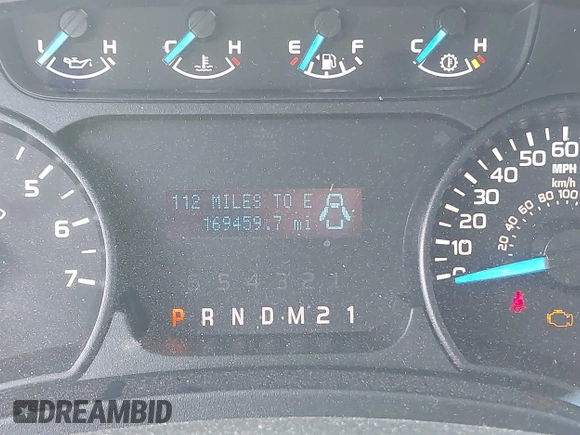 L H C H E F C H
5 6 7
112 MILES TO E
169459.7 mi
5 4 3 2 1
P R N D M 2 1
0 10 20 30 40 50 60
MPH
km/h
20 40 60 80 100
DREAMBID